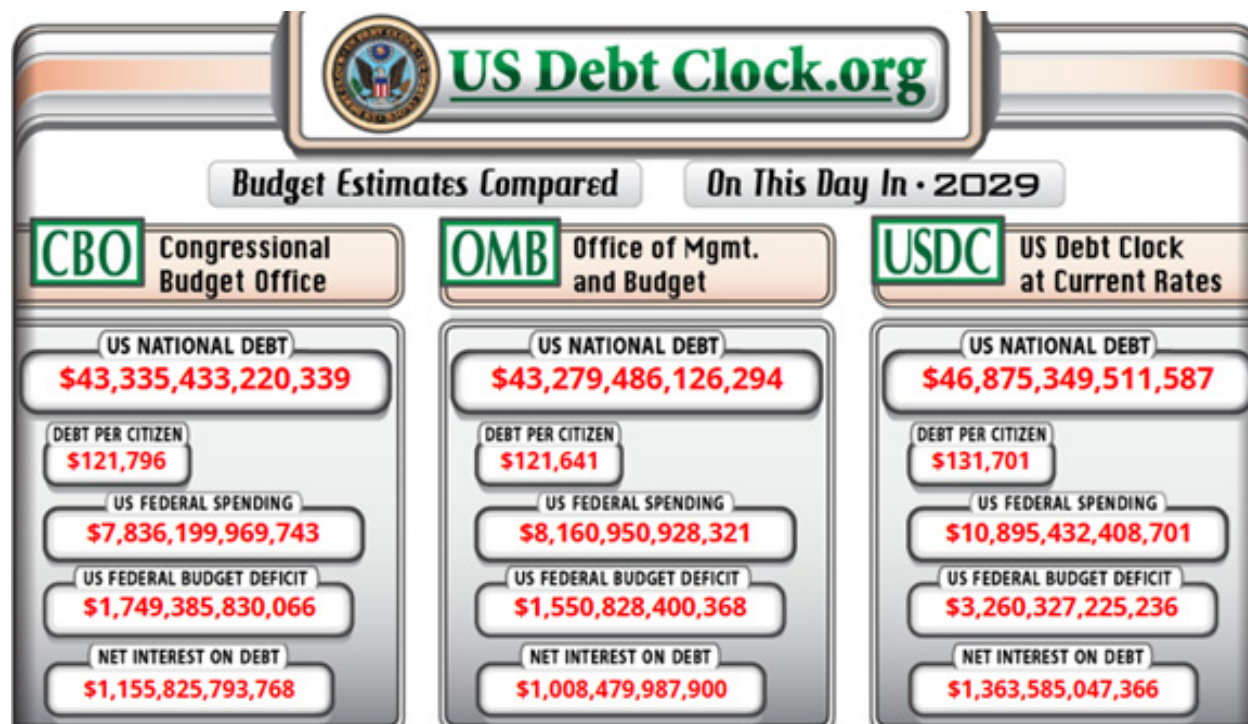 US Debt Clock.org
Budget Estimates Compared
On This Day In • 2029
CBO
Congressional
Budget Office
OMB
Office of Mgmt.
and Budget
USDC
US Debt Clock
at Current Rates
US NATIONAL DEBT
$43,335,433,220,339
DEBT PER CITIZEN
$121,796
US FEDERAL SPENDING
$7,836,199,969,743
US FEDERAL BUDGET DEFICIT
$1,749,385,830,066
NET INTEREST ON DEBT
$1,155,825,793,768
US NATIONAL DEBT
$43,279,486,126,294
DEBT PER CITIZEN
$121,641
US FEDERAL SPENDING
$8,160,950,928,321
US FEDERAL BUDGET DEFICIT
$1,550,828,400,368
NET INTEREST ON DEBT
$1,008,479,987,900
US NATIONAL DEBT
$46,875,349,511,587
DEBT PER CITIZEN
$131,701
US FEDERAL SPENDING
$10,895,432,408,701
US FEDERAL BUDGET DEFICIT
$3,260,327,225,236
NET INTEREST ON DEBT
$1,363,585,047,366